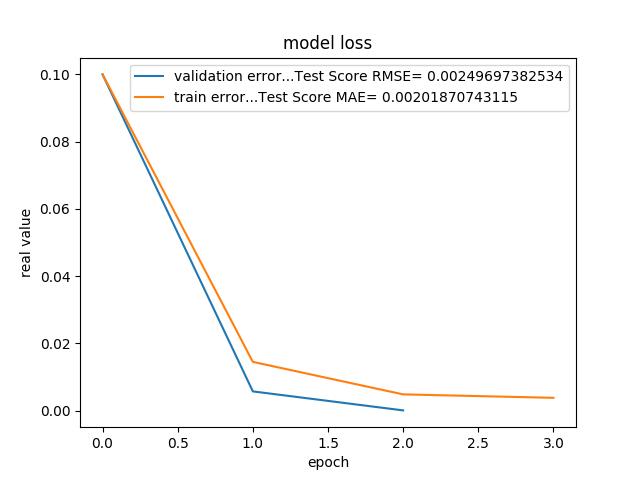 model loss
validation error...Test Score RMSE= 0.00249697382534
train error...Test Score MAE= 0.00201870743115
real value
0.10
0.08
0.06
0.04
0.02
0.00
0.0 0.5 1.0 1.5 2.0 2.5 3.0
epoch